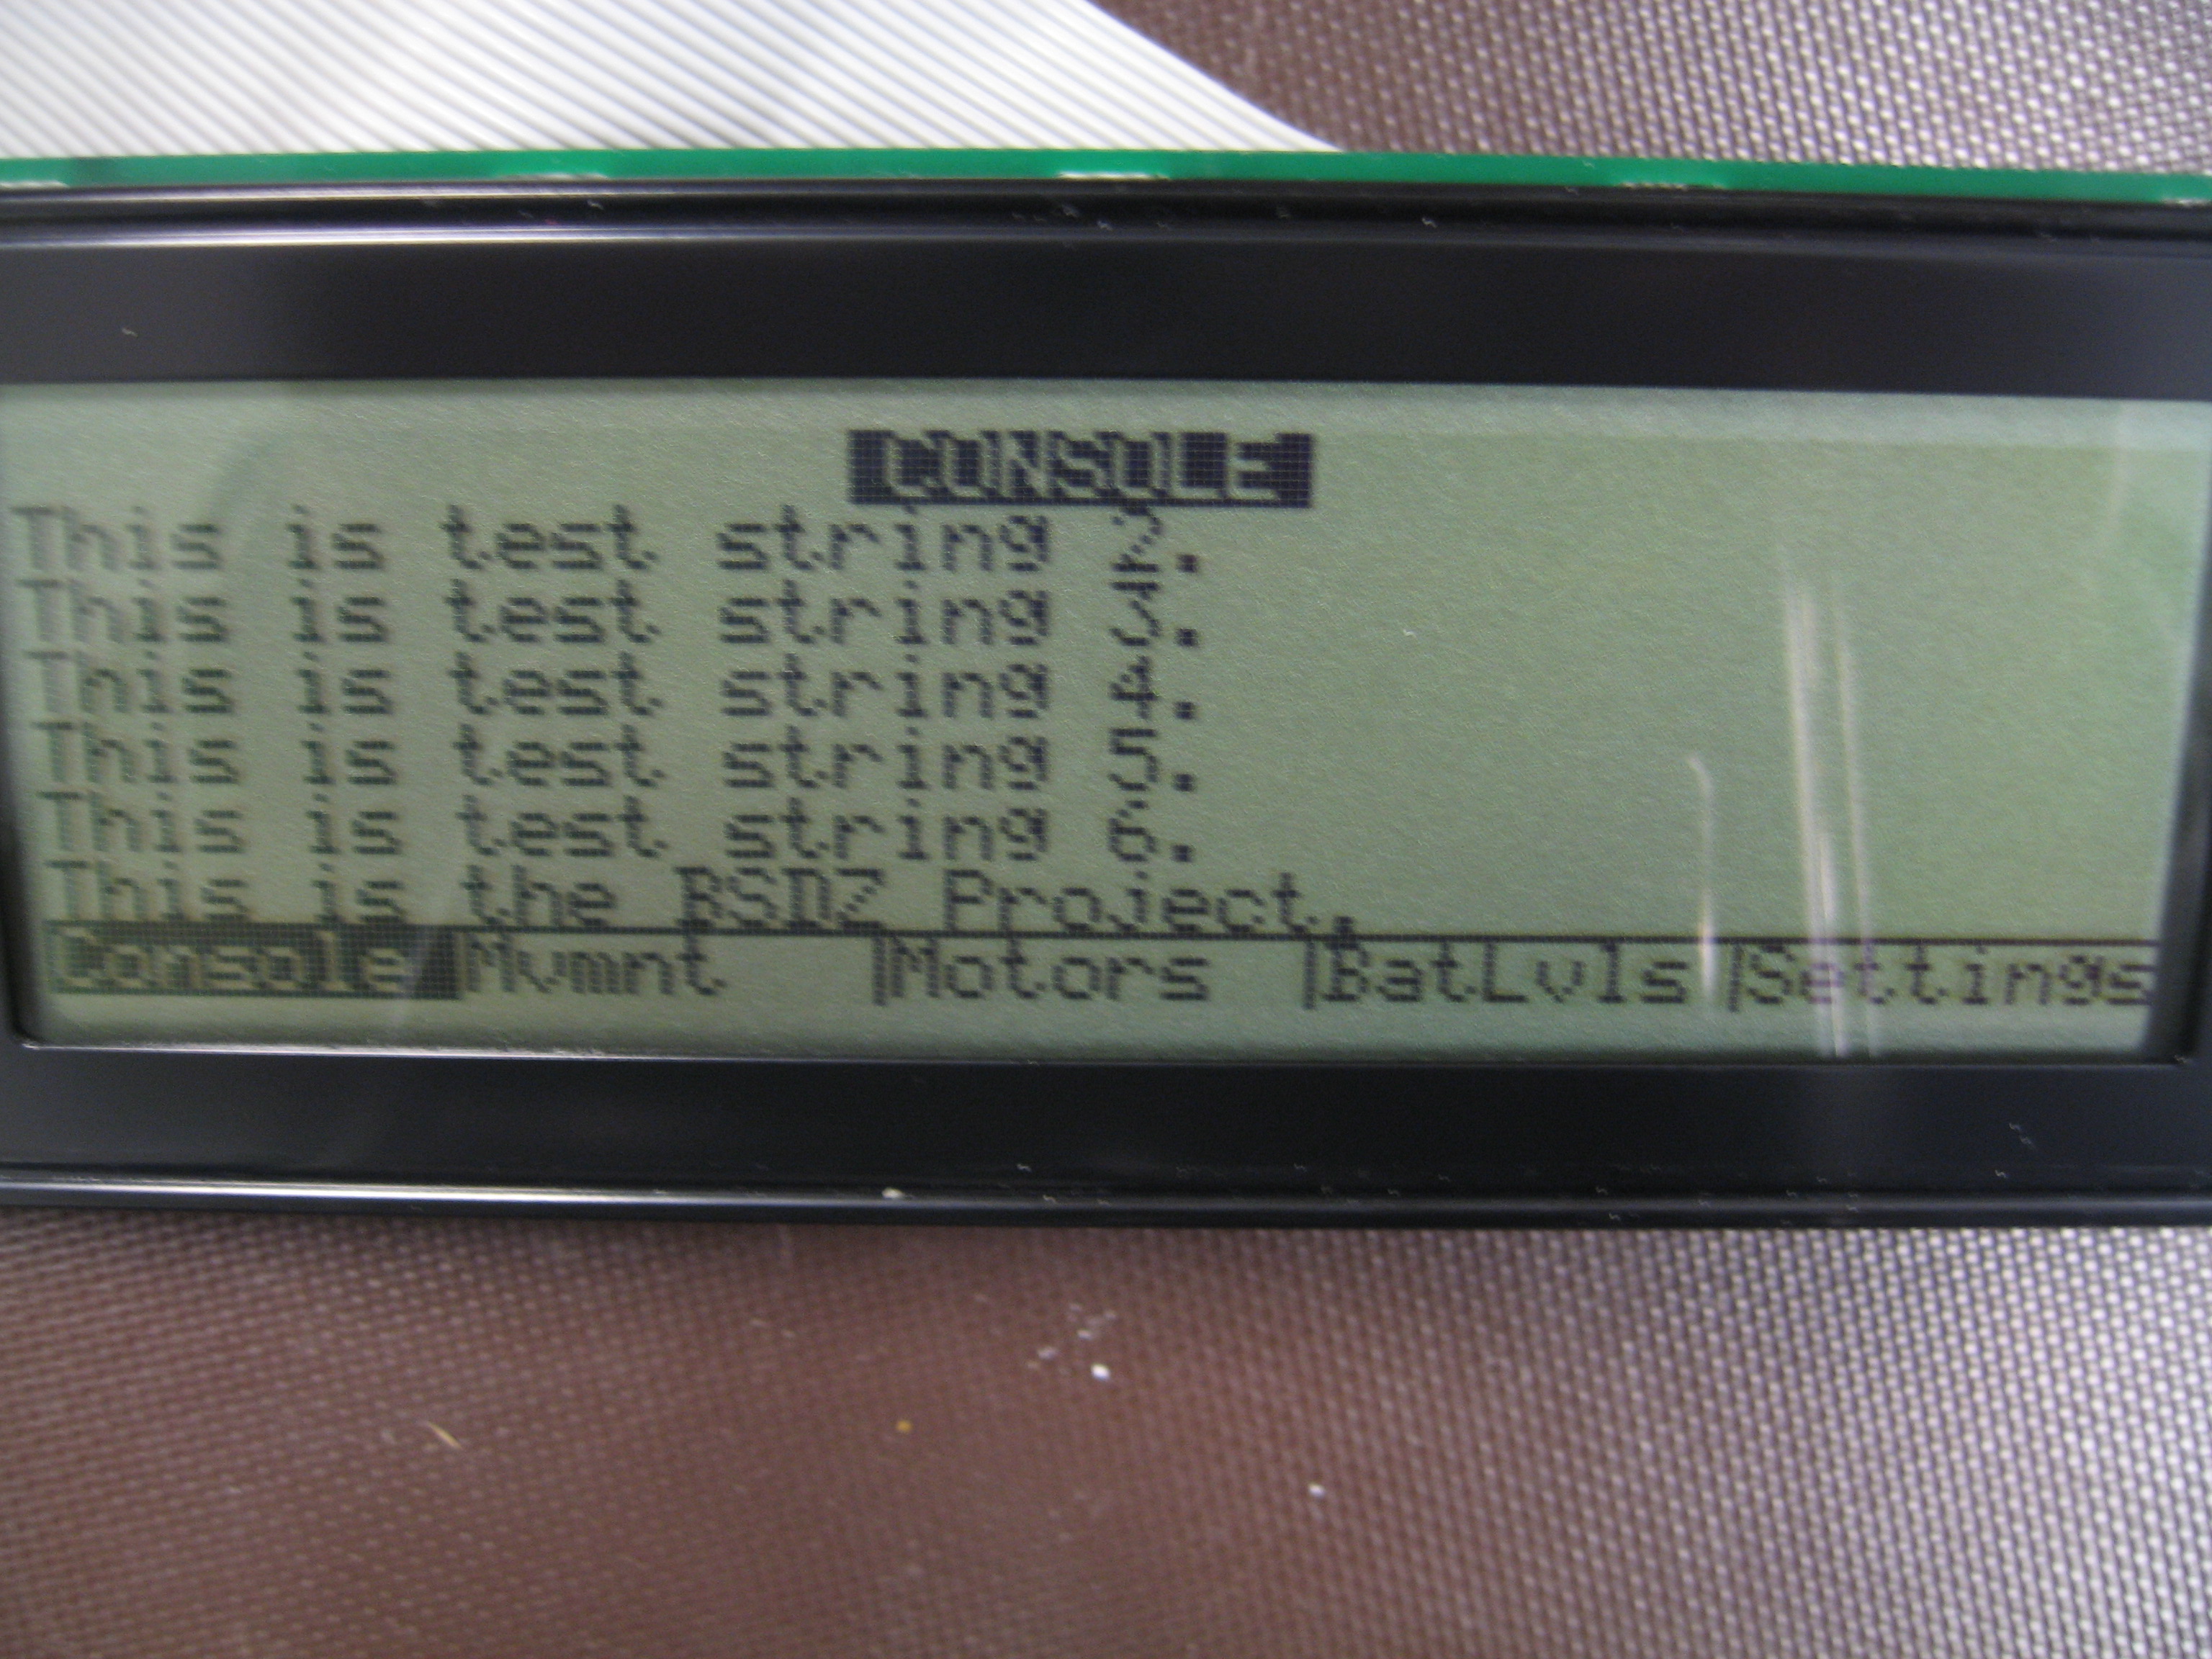 CONSOLE
This is test string 2.
This is test string 3.
This is test string 4.
This is test string 5.
This is test string 6.
This is the BSDZ Project.
Console Mvmnt |Motors |BatLvls|Settings